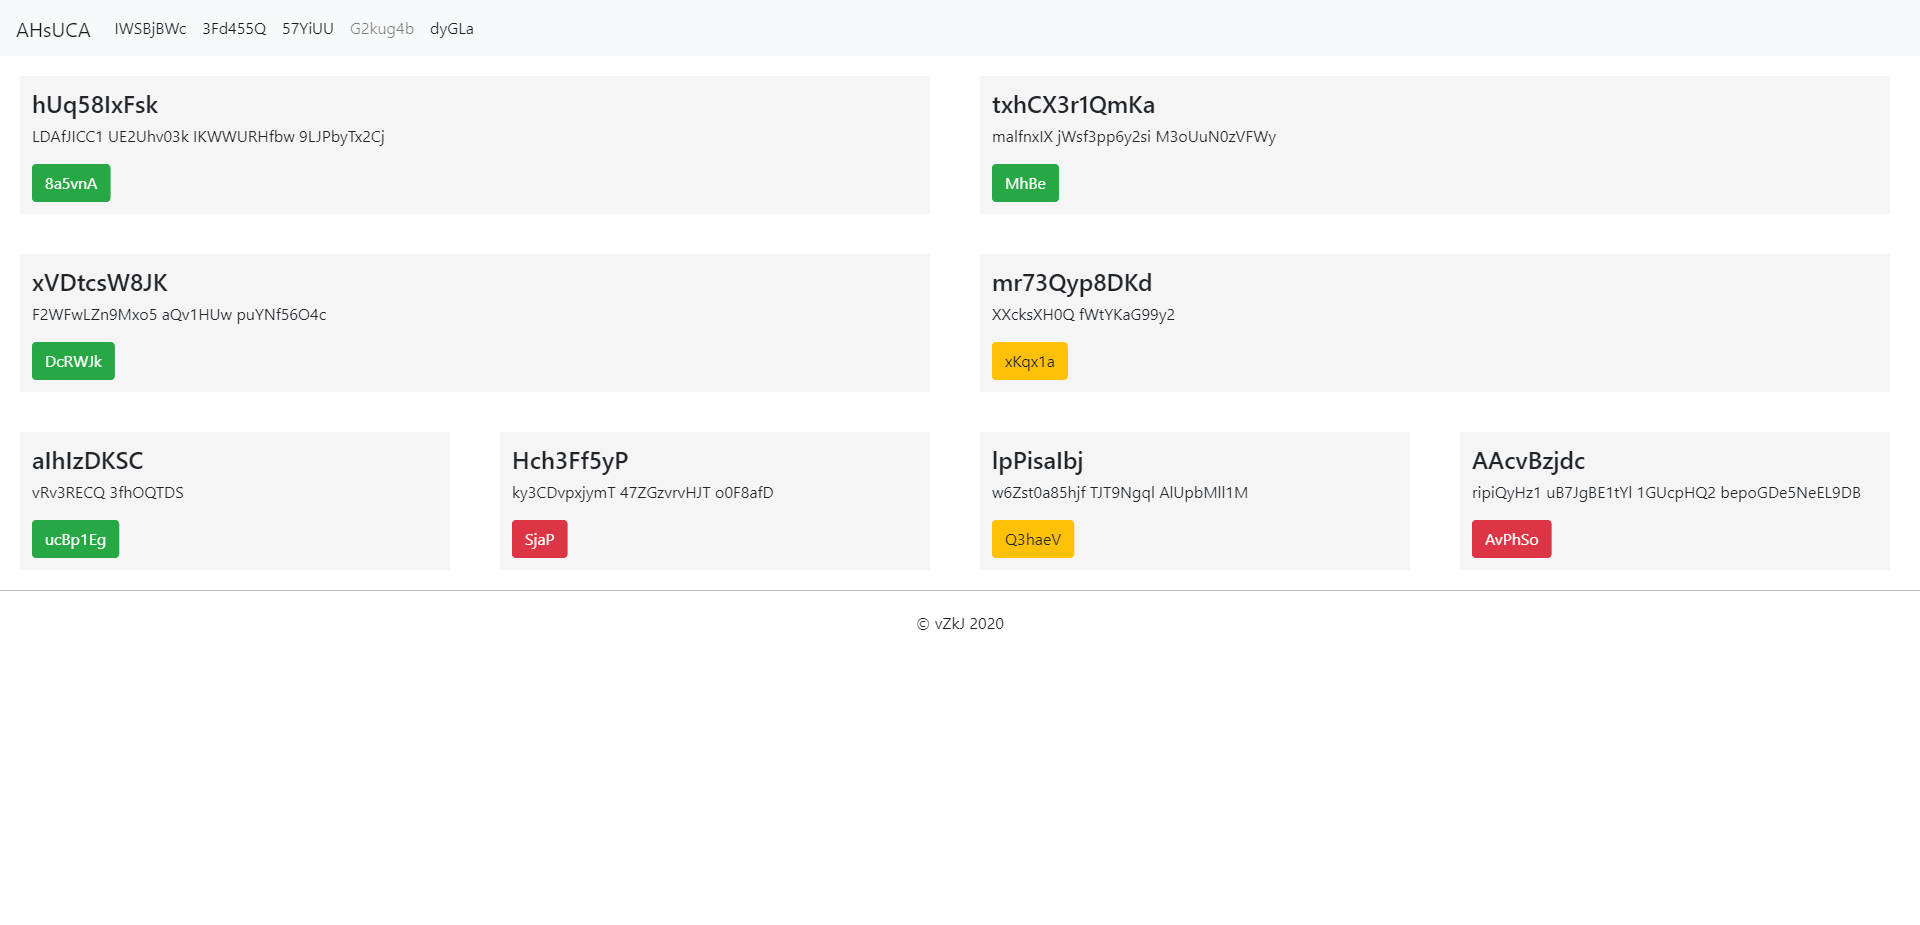 AHsUCA IWSBjBWc 3Fd455Q 57YiUU G2kug4b dyGLa
hUq58IxFsk
LDAfJICC1 UE2Uhv03k IKWWURHfbw 9LJPbyTx2Cj
8a5vnA
txhCX3r1QmKa
malfnxIX jWsf3pp6y2si M3oUuN0zVFWy
MhBe
xVDtcsW8JK
F2WFwLZn9Mxo5 aQv1HUw puYNf56O4c
DcRWJk
mr73Qyp8DKd
XXcksXH0Q fWtYKaG99y2
xKqx1a
aIhIzDKSC
vRv3RECQ 3fhOQTDS
ucBp1Eg
Hch3Ff5yP
ky3CDvpxjymT 47ZGzvrvHJT o0F8afD
SjaP
lpPisaIbj
w6Zst0a85hjf TJT9Ngql AlUpbMll1M
Q3haeV
AAcvBzjdc
ripiQyHz1 uB7JgBE1tYl 1GUcpHQ2 bepoGDe5NeEL9DB
AvPhSo
© vZkJ 2020